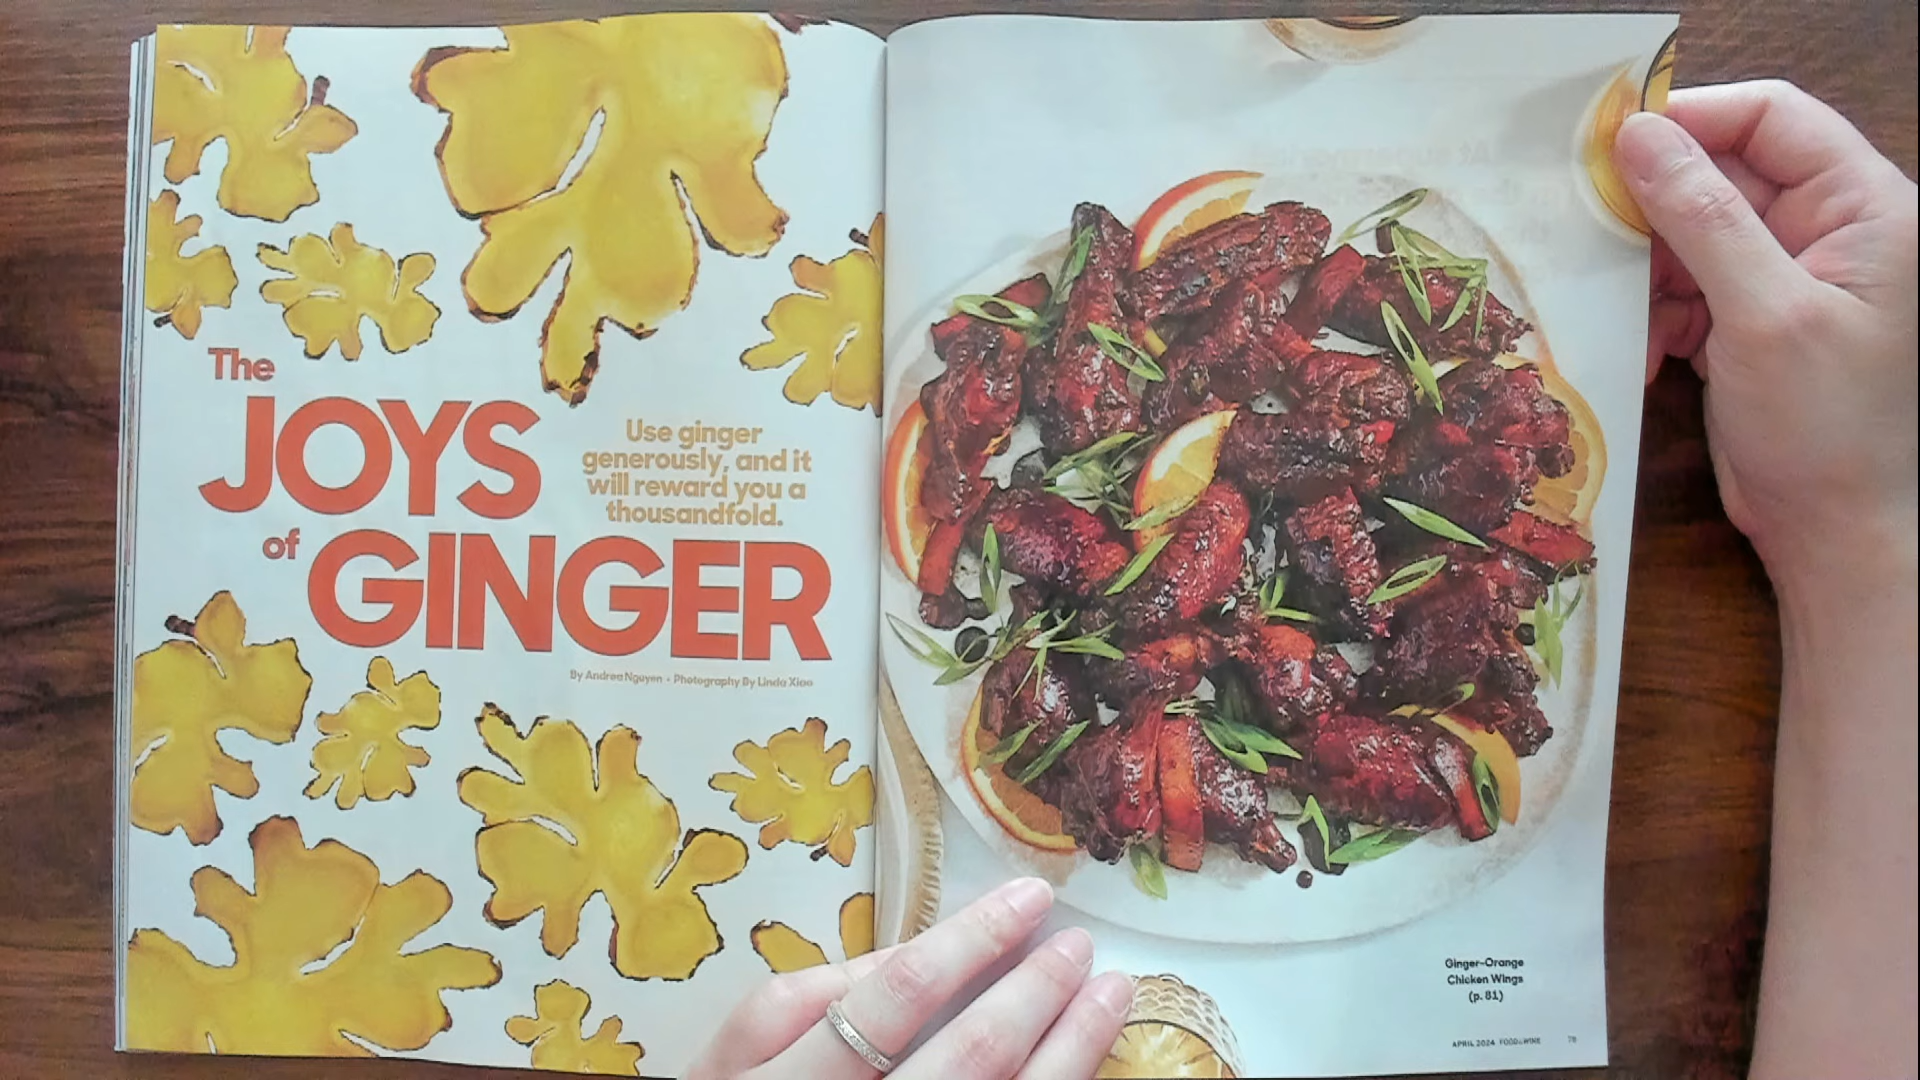 The
JOYS
of GINGER
Use ginger
generously, and it
will reward you a
thousandfold.
By Andrea Nguyen • Photography By Linda Xiao
Ginger-Orange
Chicken Wings
(p. 81)
APRIL 2024 FOOD&WINE